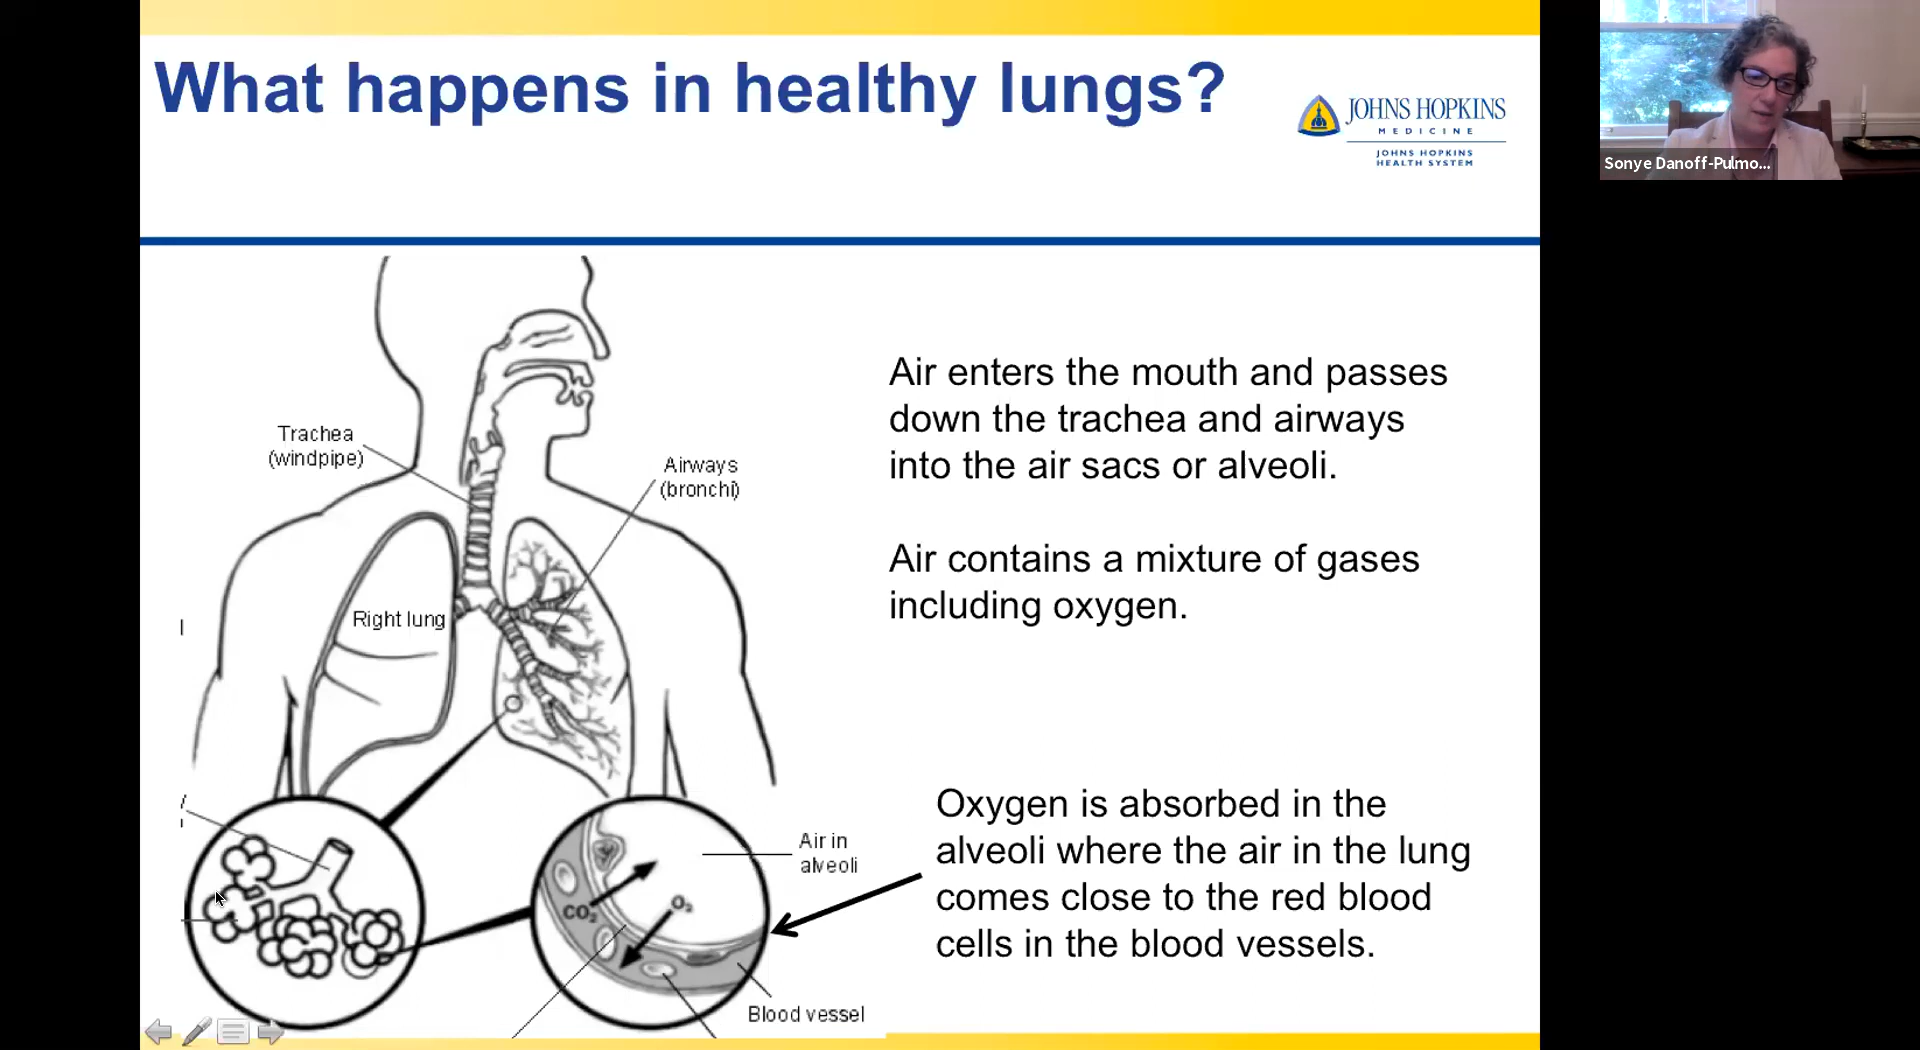 What happens in healthy lungs?
JOHNS HOPKINS
MEDICINE
JOHNS HOPKINS
HEALTH SYSTEM
Sonye Danoff-Pulmo...
Trachea
(windpipe)
Airways
(bronchi)
Right lung
Air in
alveoli
CO2
O2
Blood vessel
Air enters the mouth and passes
down the trachea and airways
into the air sacs or alveoli.
Air contains a mixture of gases
including oxygen.
Oxygen is absorbed in the
alveoli where the air in the lung
comes close to the red blood
cells in the blood vessels.